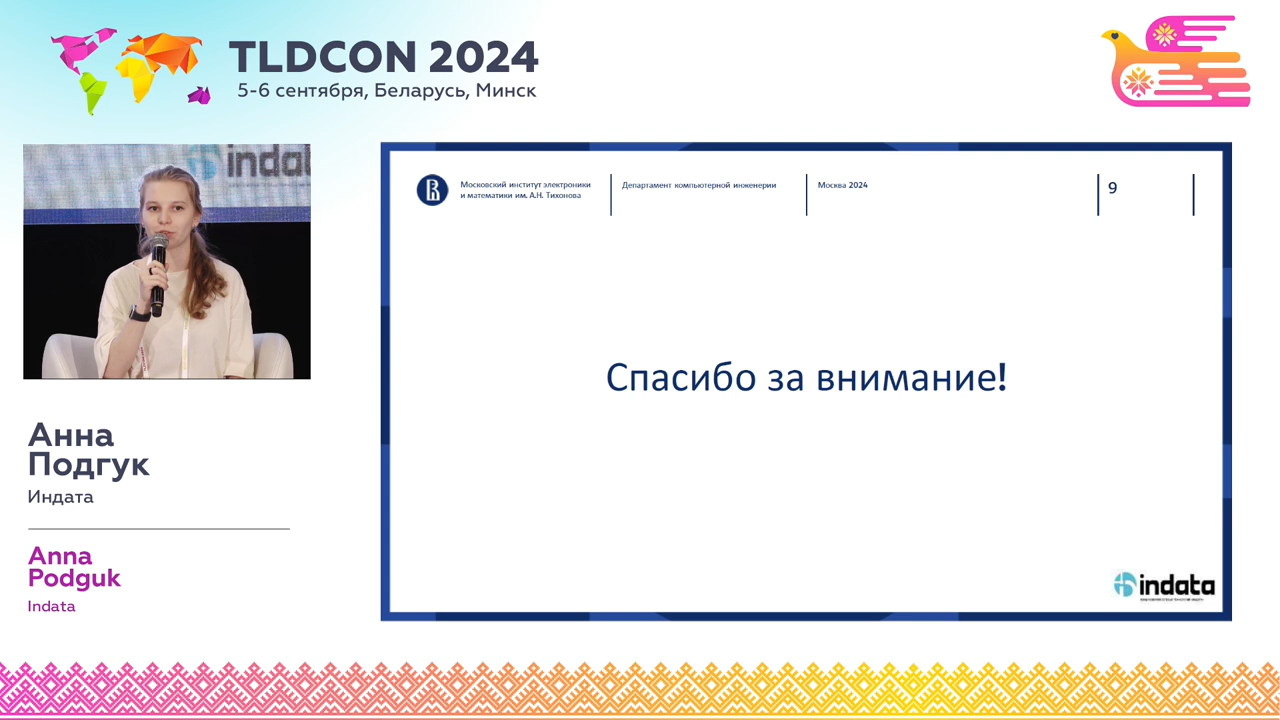 TLDCON 2024
5-6 сентября, Беларусь, Минск
indat
Московский институт электроники
и математики им. А.Н. Тихонова
Департамент компьютерной инженерии
Москва 2024
9
Спасибо за внимание!
indata
Анна
Подгук
Индата
Anna
Podguk
Indata